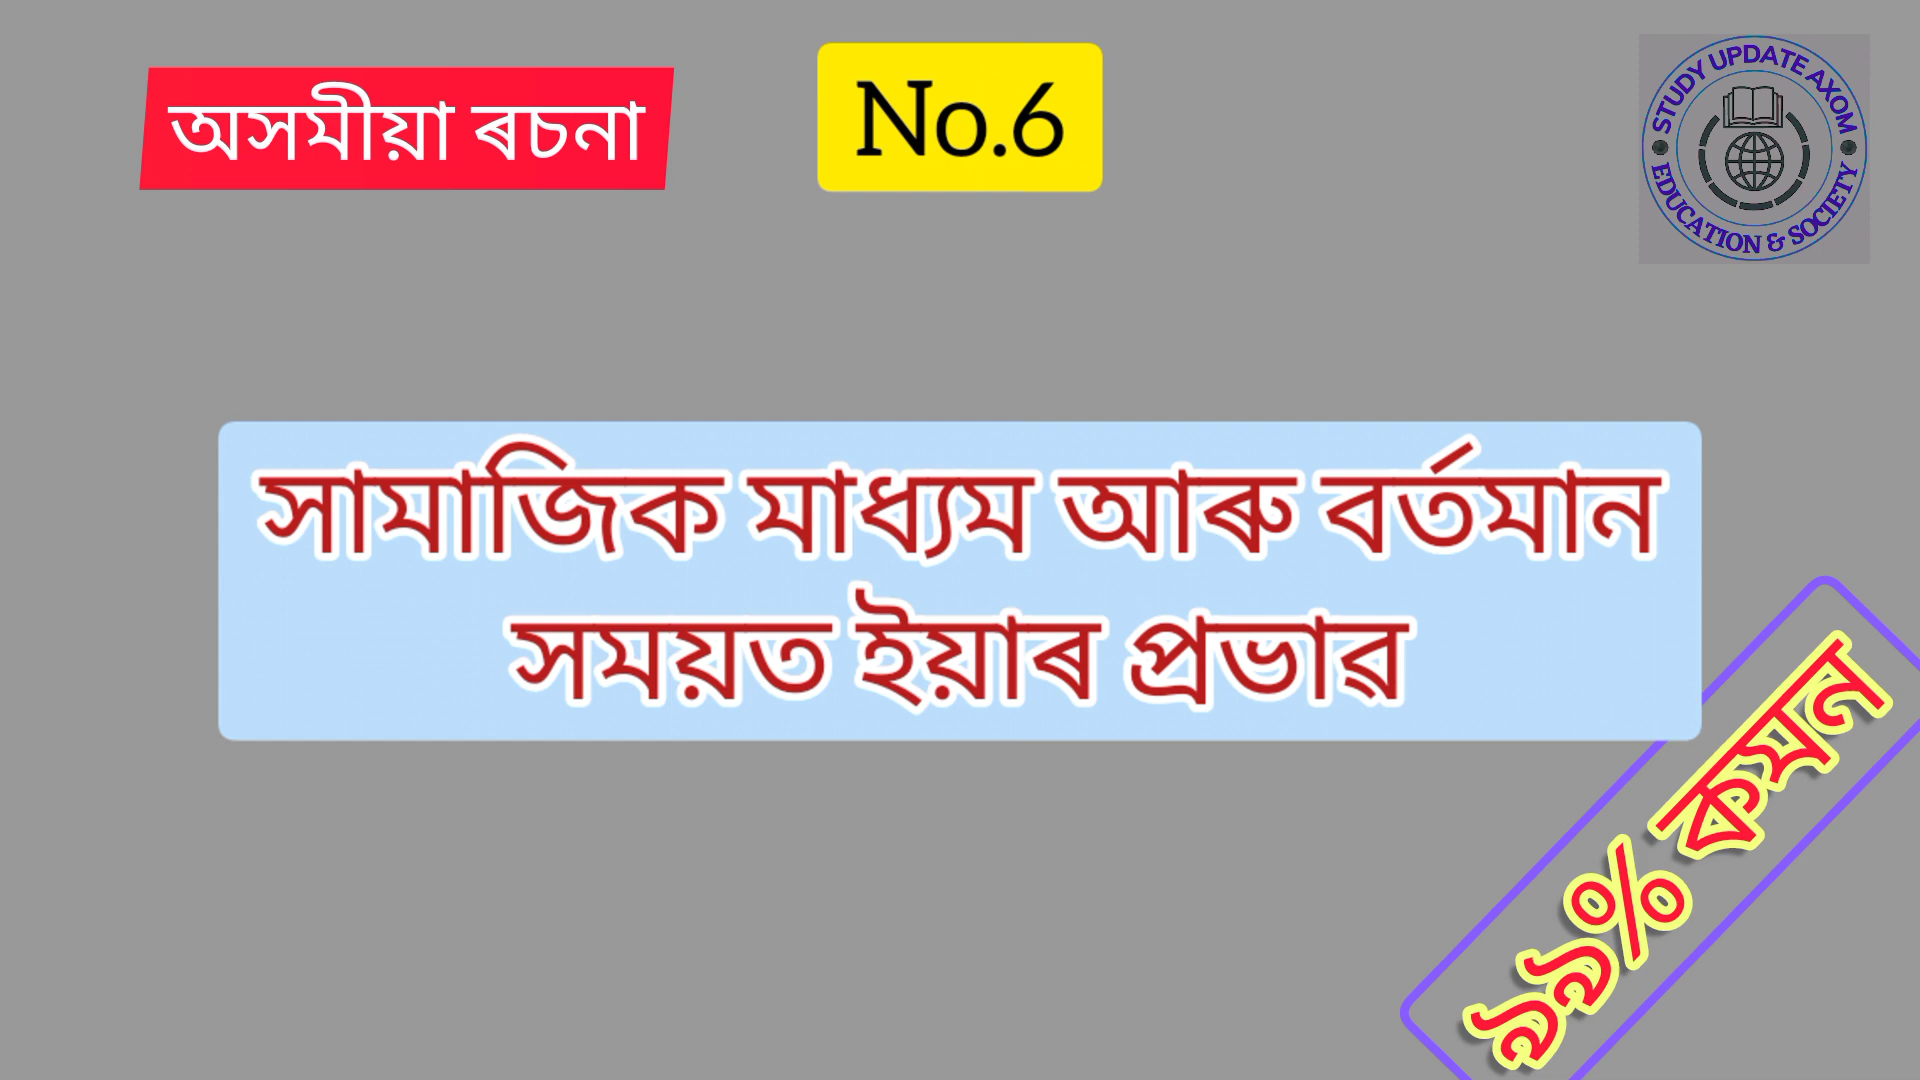 অসমীয়া ৰচনা
No.6
STUDY UPDATE AXOM
EDUCATION & SOCIETY
সামাজিক মাধ্যম আৰু বৰ্তমান
সময়ত ইয়াৰ প্ৰভাৱ
৯৯% কমন